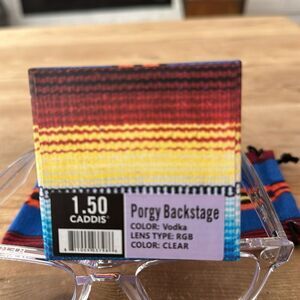 1.50
CADDIS
Porgy Backstage
COLOR: Vodka
LENS TYPE: RGB
COLOR: CLEAR